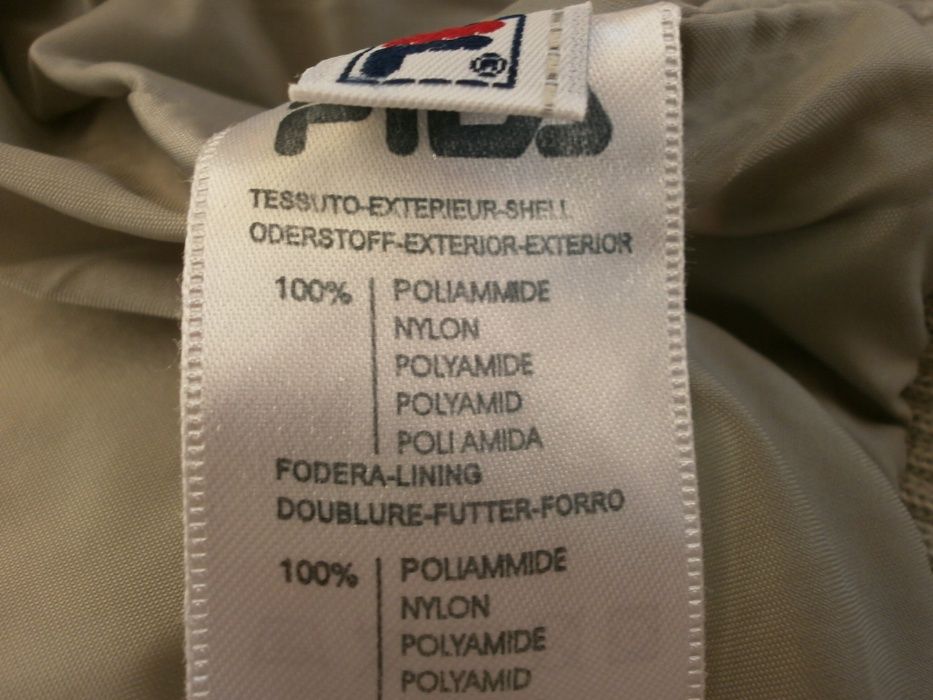 ®
FILA
TESSUTO-EXTERIEUR-SHELL
ODERSTOFF-EXTERIOR-EXTERIOR
100% POLIAMMIDE
NYLON
POLYAMIDE
POLYAMID
POLI AMIDA
FODERA-LINING
DOUBLURE-FUTTER-FORRO
100% POLIAMMIDE
NYLON
POLYAMIDE
POLYAMID